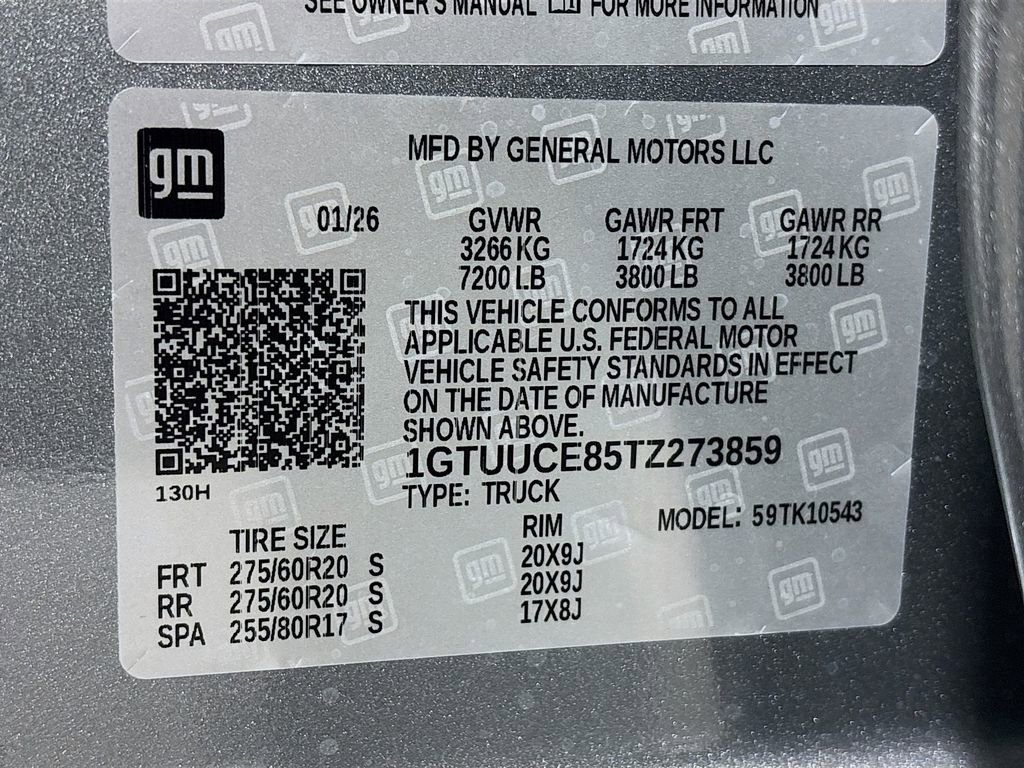 SEE OWNER'S MANUAL FOR MORE INFORMATION
gm
MFD BY GENERAL MOTORS LLC
01/26 GVWR GAWR FRT GAWR RR
3266 KG 1724 KG 1724 KG
7200 LB 3800 LB 3800 LB
THIS VEHICLE CONFORMS TO ALL
APPLICABLE U.S. FEDERAL MOTOR
VEHICLE SAFETY STANDARDS IN EFFECT
ON THE DATE OF MANUFACTURE
SHOWN ABOVE.
1GTUUCE85TZ273859
130H
TYPE: TRUCK
MODEL: 59TK10543
TIRE SIZE RIM
FRT 275/60R20 S 20X9J
RR 275/60R20 S 20X9J
SPA 255/80R17 S 17X8J